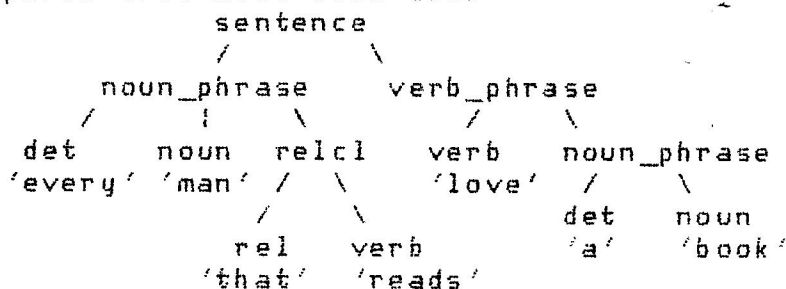 sentence
noun_phrase verb_phrase
det noun relcl verb noun_phrase
'every' 'man' 'love'
det noun
rel verb 'a' 'book'
'that' 'reads'